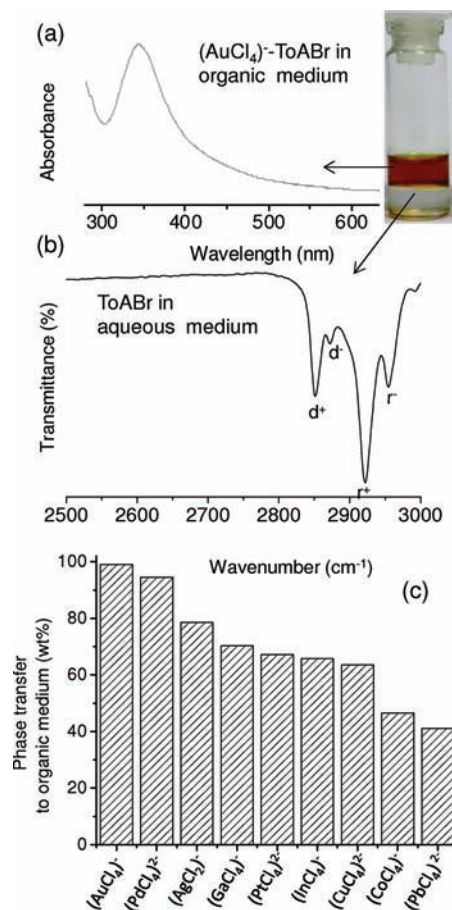 (a)
(AuCl₄)⁻-ToABr in
organic medium
Absorbance
300 400 500 600
Wavelength (nm)
(b)
ToABr in
aqueous medium
Transmittance (%)
d⁺
d⁻
r⁺
r⁻
2500 2600 2700 2800 2900 3000
Wavenumber (cm⁻¹)
(c)
Phase transfer
to organic medium (wt%)
100
80
60
40
20
0
(AuCl₄)⁻
(PdCl₄)²⁻
(AgCl₂)⁻
(GaCl₄)⁻
(PtCl₄)²⁻
(InCl₄)⁻
(CuCl₄)²⁻
(CoCl₄)⁻
(PbCl₄)²⁻